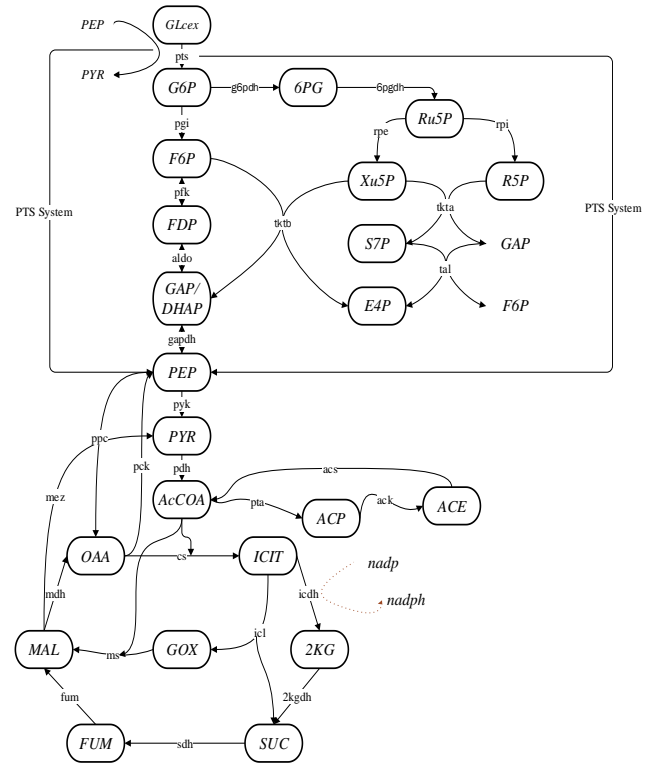 PEP
GLcex
pts
PYR
G6P
g6pdh
6PG
6pgdh
Ru5P
pgi
rpe
rpi
F6P
Xu5P
R5P
pfk
tkta
PTS System
PTS System
FDP
tktb
S7P
GAP
aldo
tal
GAP/
DHAP
E4P
F6P
gapdh
PEP
pyk
ppc
PYR
pck
pdh
acs
mez
AcCOA
pta
ack
ACP
ACE
OAA
cs
ICIT
nadp
mdh
icdh
nadph
icl
MAL
ms
GOX
2KG
fum
2kgdh
FUM
sdh
SUC